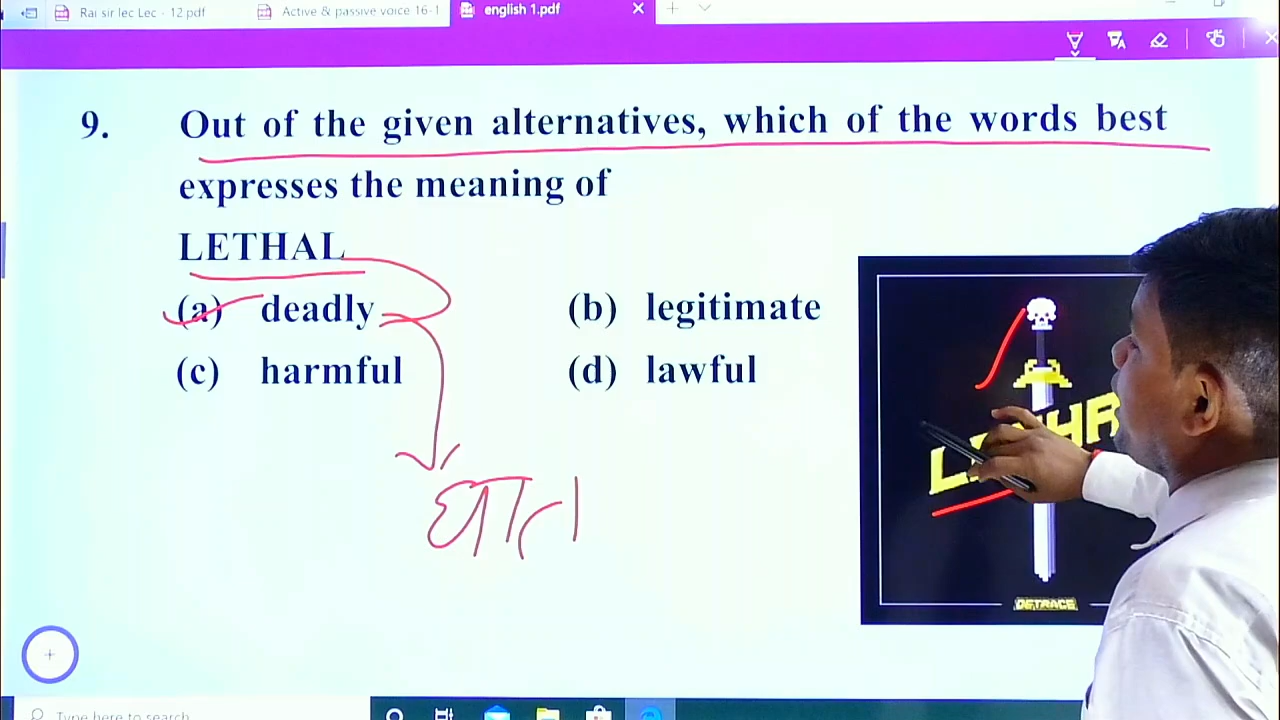 Rai sir lec Lec - 12.pdf
Active & passive voice 16-1
english 1.pdf
9. Out of the given alternatives, which of the words best
expresses the meaning of
LETHAL
(a) deadly (b) legitimate
(c) harmful (d) lawful
घात
DETRACE
Type here to search